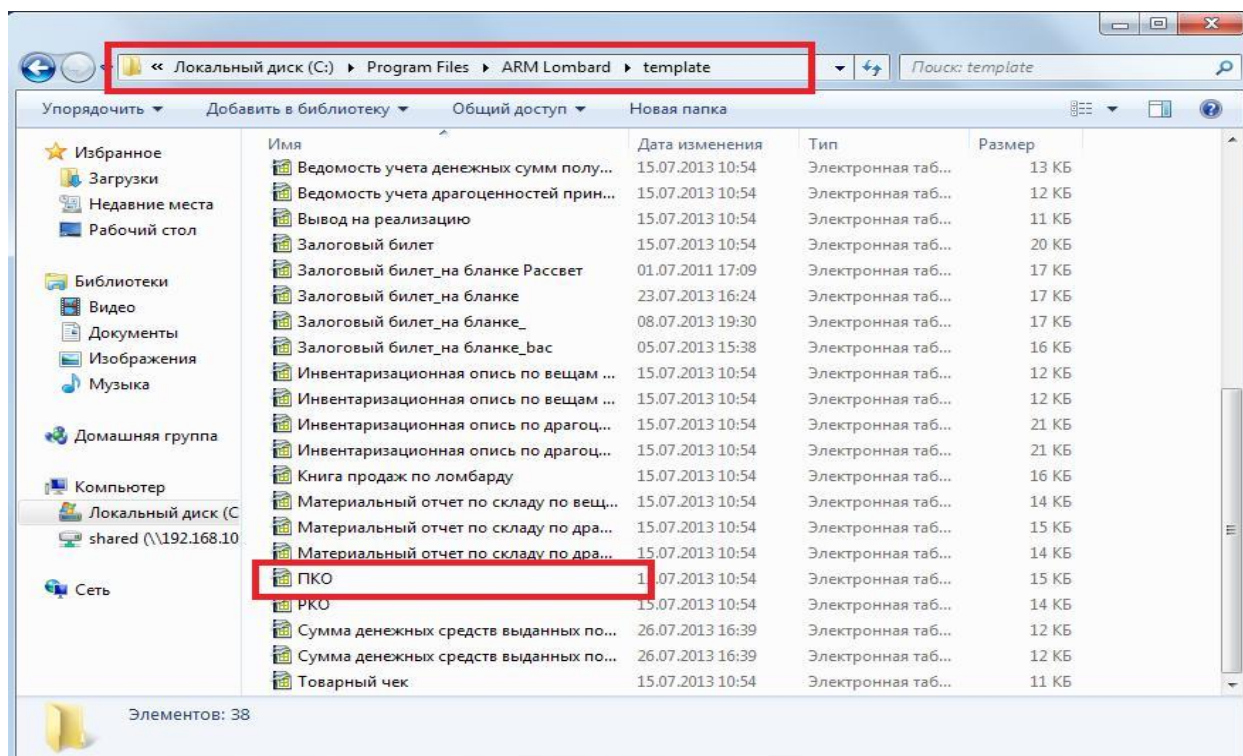 « Локальный диск (C:) ▸ Program Files ▸ ARM Lombard ▸ template
Поиск: template
Упорядочить ▾ Добавить в библиотеку ▾ Общий доступ ▾ Новая папка
Избранное
Загрузки
Недавние места
Рабочий стол
Библиотеки
Видео
Документы
Изображения
Музыка
Домашняя группа
Компьютер
Локальный диск (C
shared (\\192.168.10
Сеть
Имя Дата изменения Тип Размер
Ведомость учета денежных сумм полу... 15.07.2013 10:54 Электронная таб... 13 КБ
Ведомость учета драгоценностей прин... 15.07.2013 10:54 Электронная таб... 12 КБ
Вывод на реализацию 15.07.2013 10:54 Электронная таб... 11 КБ
Залоговый билет 15.07.2013 10:54 Электронная таб... 20 КБ
Залоговый билет_на бланке Рассвет 01.07.2011 17:09 Электронная таб... 17 КБ
Залоговый билет_на бланке 23.07.2013 16:24 Электронная таб... 17 КБ
Залоговый билет_на бланке_ 08.07.2013 19:30 Электронная таб... 17 КБ
Залоговый билет_на бланке_bac 05.07.2013 15:38 Электронная таб... 16 КБ
Инвентаризационная опись по вещам ... 15.07.2013 10:54 Электронная таб... 12 КБ
Инвентаризационная опись по вещам ... 15.07.2013 10:54 Электронная таб... 12 КБ
Инвентаризационная опись по драгоц... 15.07.2013 10:54 Электронная таб... 21 КБ
Инвентаризационная опись по драгоц... 15.07.2013 10:54 Электронная таб... 21 КБ
Книга продаж по ломбарду 15.07.2013 10:54 Электронная таб... 16 КБ
Материальный отчет по складу по вещ... 15.07.2013 10:54 Электронная таб... 14 КБ
Материальный отчет по складу по дра... 15.07.2013 10:54 Электронная таб... 15 КБ
Материальный отчет по складу по дра... 15.07.2013 10:54 Электронная таб... 14 КБ
ПКО .07.2013 10:54 Электронная таб... 15 КБ
РКО 15.07.2013 10:54 Электронная таб... 14 КБ
Сумма денежных средств выданных по... 26.07.2013 16:39 Электронная таб... 12 КБ
Сумма денежных средств выданных по... 26.07.2013 16:39 Электронная таб... 12 КБ
Товарный чек 15.07.2013 10:54 Электронная таб... 11 КБ
Элементов: 38